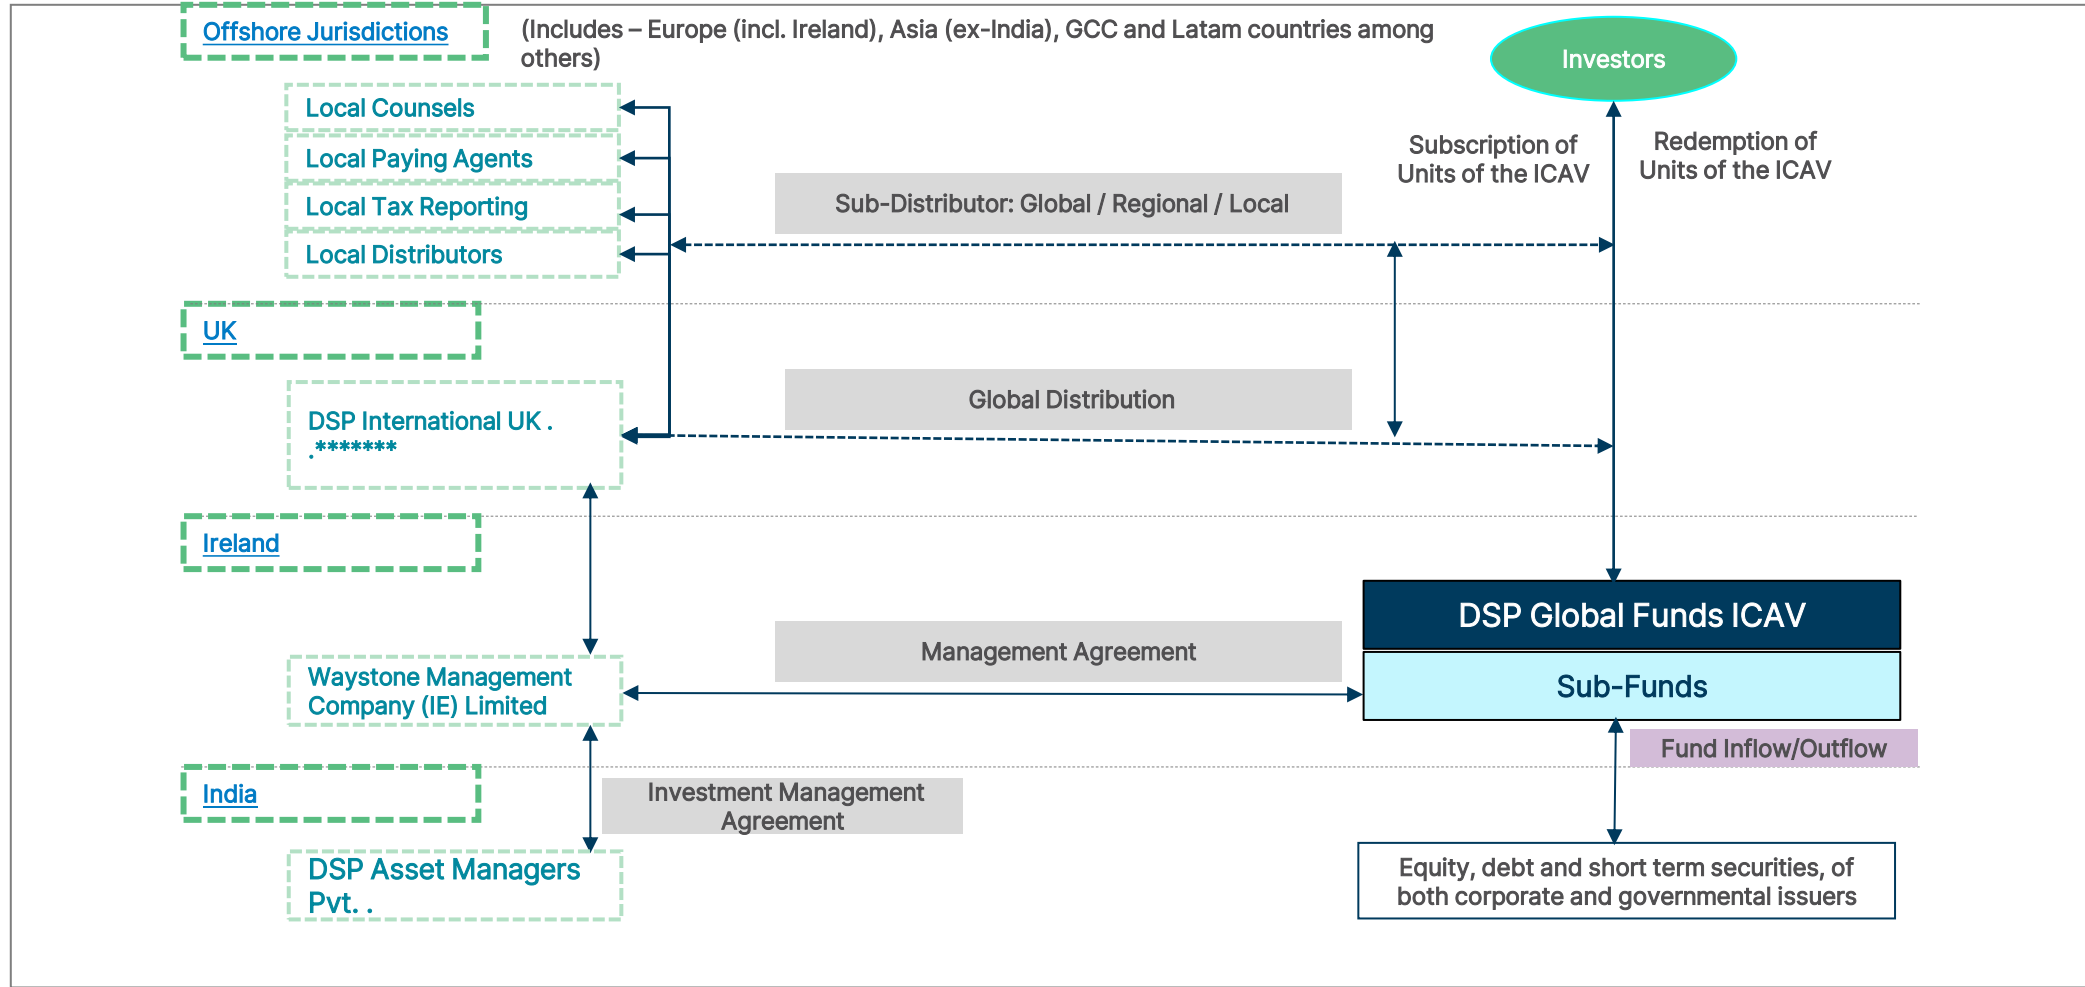 Offshore Jurisdictions
(Includes – Europe (incl. Ireland), Asia (ex-India), GCC and Latam countries among
others)
Investors
Local Counsels
Local Paying Agents
Local Tax Reporting
Local Distributors
Subscription of
Units of the ICAV
Redemption of
Units of the ICAV
Sub-Distributor: Global / Regional / Local
UK
Global Distribution
DSP International UK .
.*******
Ireland
DSP Global Funds ICAV
Management Agreement
Waystone Management
Company (IE) Limited
Sub-Funds
Fund Inflow/Outflow
India
Investment Management
Agreement
DSP Asset Managers
Pvt. .
Equity, debt and short term securities, of
both corporate and governmental issuers